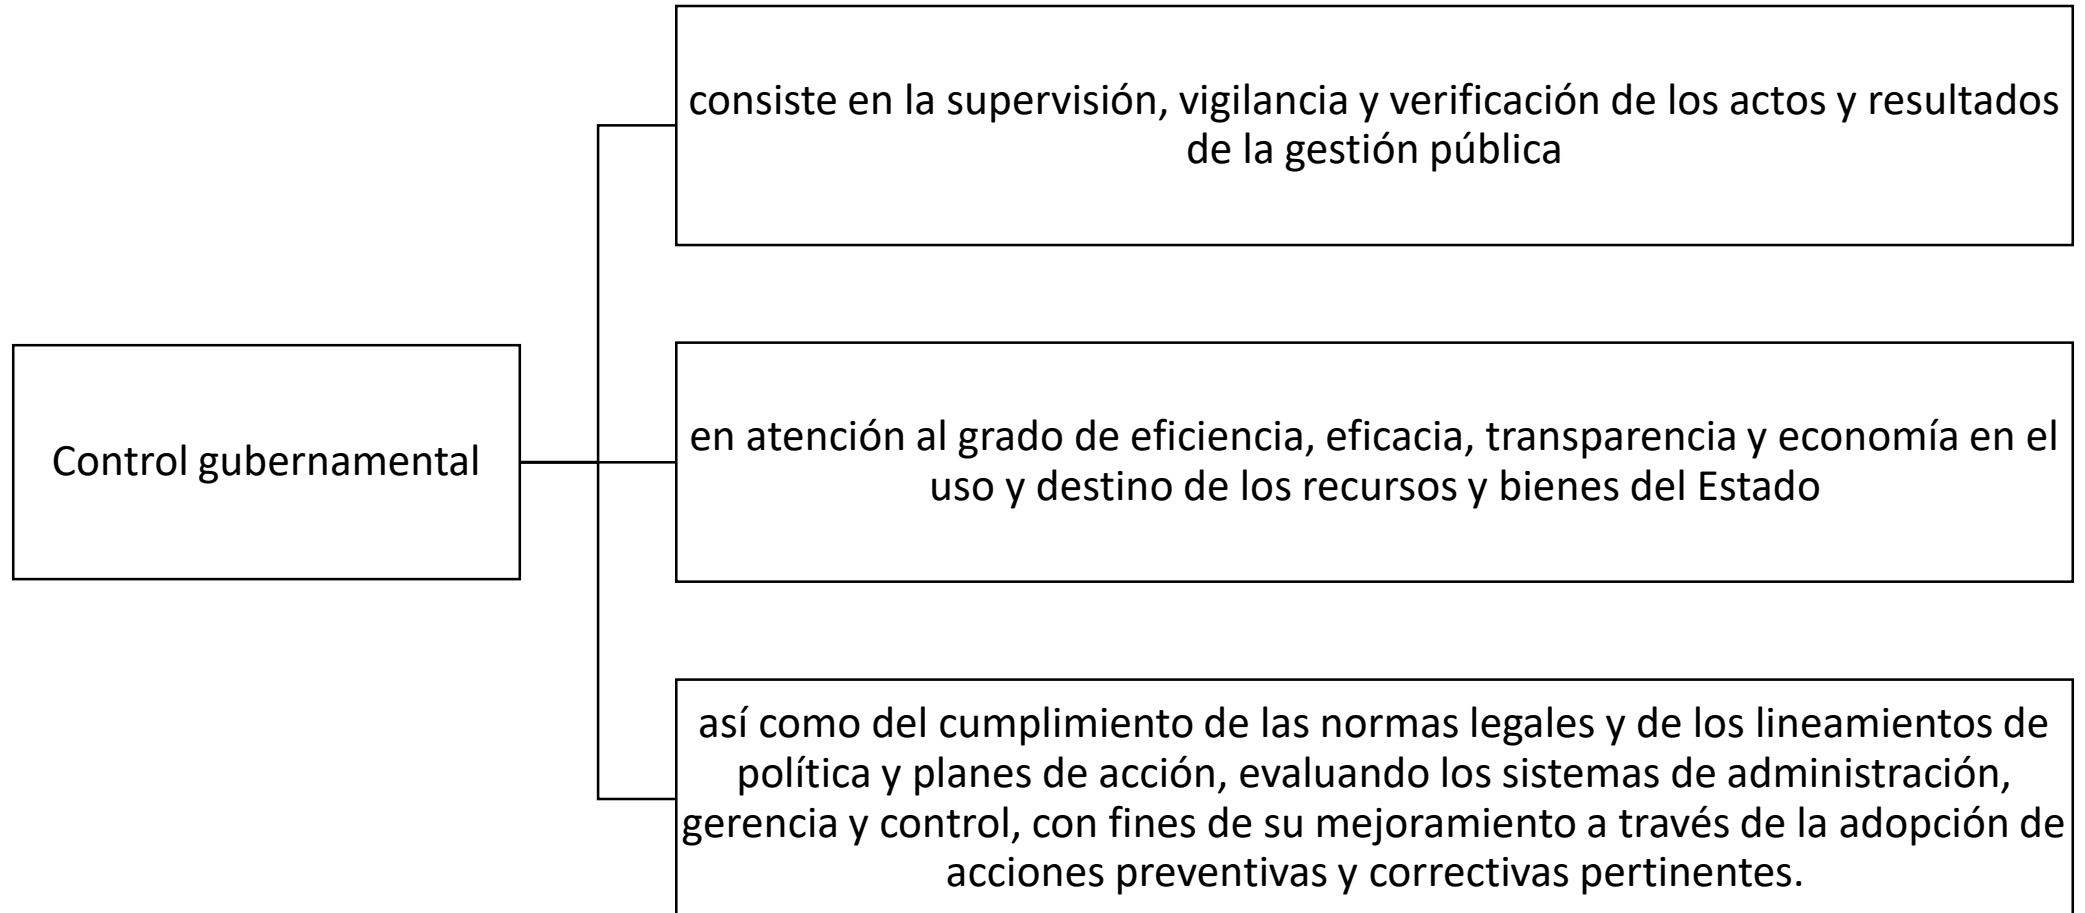 consiste en la supervisión, vigilancia y verificación de los actos y resultados
de la gestión pública
Control gubernamental
en atención al grado de eficiencia, eficacia, transparencia y economía en el
uso y destino de los recursos y bienes del Estado
así como del cumplimiento de las normas legales y de los lineamientos de
política y planes de acción, evaluando los sistemas de administración,
gerencia y control, con fines de su mejoramiento a través de la adopción de
acciones preventivas y correctivas pertinentes.